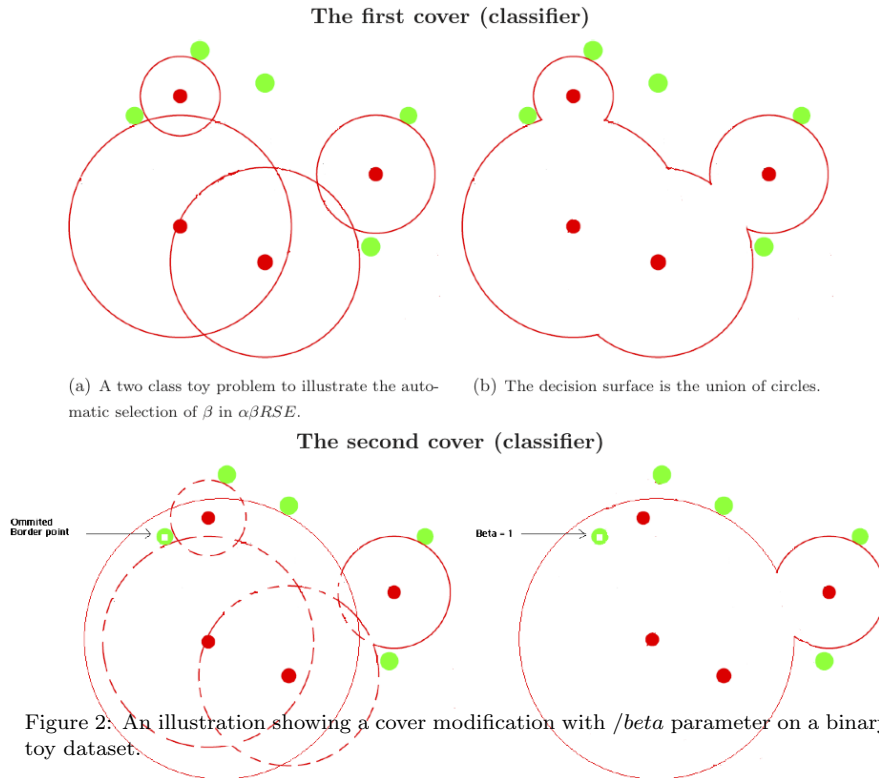 The first cover (classifier)
(a) A two class toy problem to illustrate the auto-
matic selection of β in αβRSE.
(b) The decision surface is the union of circles.
The second cover (classifier)
Ommited
Border point
Beta - 1
Figure 2: An illustration showing a cover modification with /beta parameter on a binary
toy dataset.